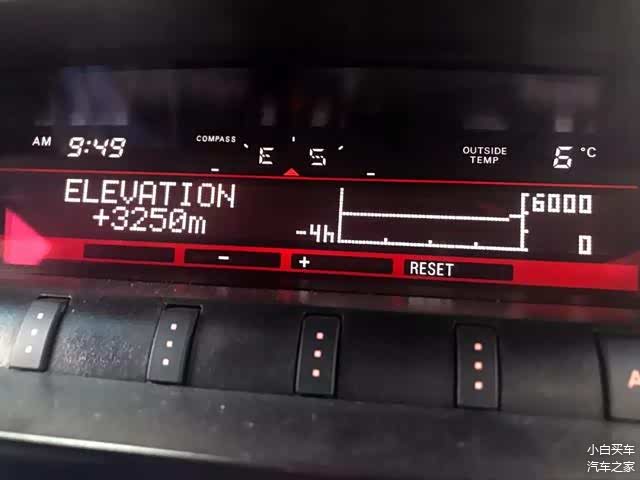 AM 9:49
COMPASS
E S
OUTSIDE
TEMP
6 °C
ELEVATION
+3250m
6000
-4h
0
- + RESET
A
小白买车
汽车之家